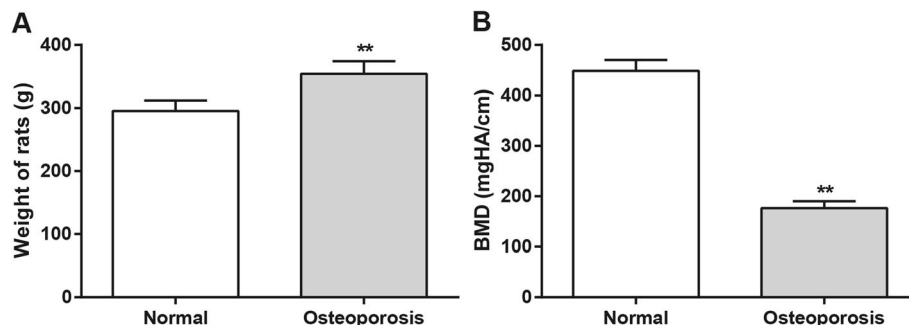 A
Weight of rats (g)
400
300
200
100
0
**
Normal
Osteoporosis
B
BMD (mgHA/cm)
500
400
300
200
100
0
**
Normal
Osteoporosis